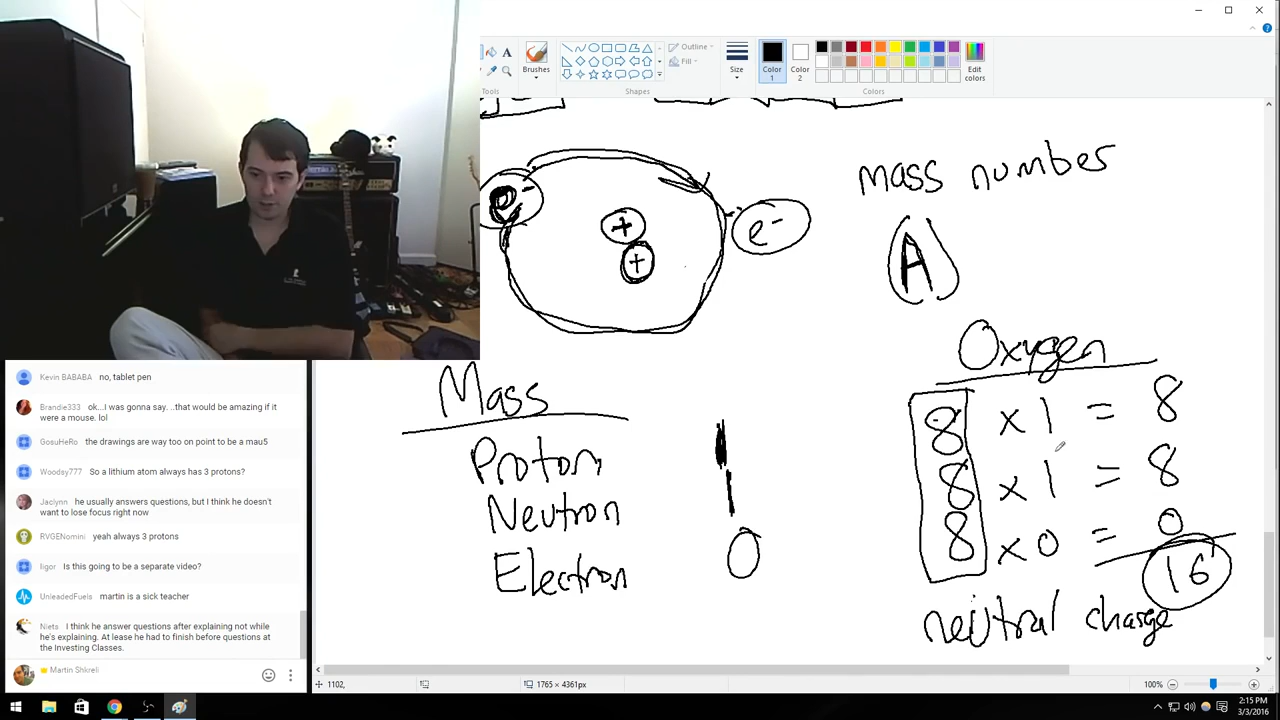 Outline
Fill
A
Brushes
Size
Color
1
Color
2
Edit
colors
Tools
Shapes
Colors
mass number
A
e-
+
+
e-
Oxygen
8 x 1 = 8
8 x 1 = 8
8 x 0 = 0
16
neutral charge
Mass
Proton 1
Neutron 1
Electron 0
Kevin BABABA no, tablet pen
Brandie333 ok...I was gonna say. ..that would be amazing if it
were a mouse. lol
GosuHeRo the drawings are way too on point to be a mau5
Woodsy777 So a lithium atom always has 3 protons?
Jaclynn he usually answers questions, but I think he doesn't
want to lose focus right now
RVGENomini yeah always 3 protons
ligor Is this going to be a separate video?
UnleadedFuels martin is a sick teacher
Niets I think he answer questions after explaining not while
he's explaining. At lease he had to finish before questions at
the Investing Classes.
Martin Shkreli
1102,
1765 × 4361px
100%
2:15 PM
3/3/2016